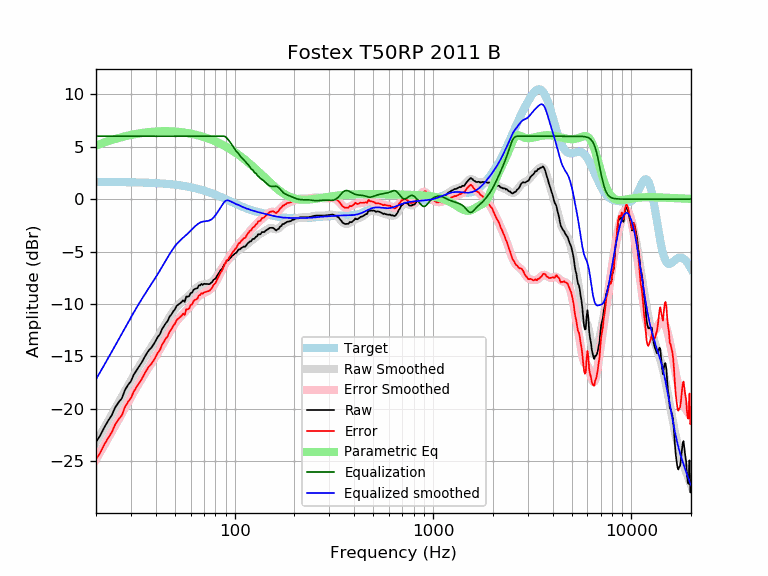 Fostex T50RP 2011 B
Amplitude (dBr)
10
5
0
−5
−10
−15
−20
−25
Target
Raw Smoothed
Error Smoothed
Raw
Error
Parametric Eq
Equalization
Equalized smoothed
100
1000
10000
Frequency (Hz)